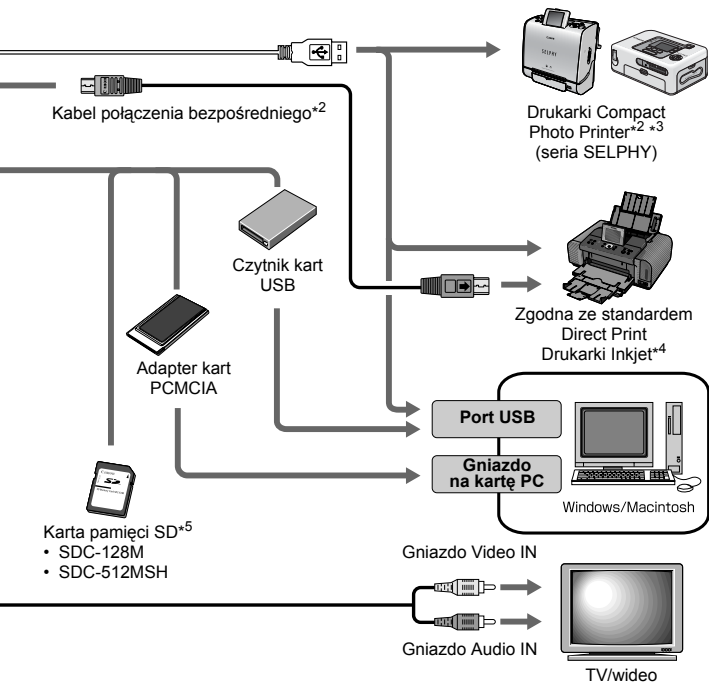 SELPHY
Kabel połączenia bezpośredniego*2
Drukarki Compact
Photo Printer*2 *3
(seria SELPHY)
Czytnik kart
USB
Zgodna ze standardem
Direct Print
Drukarki Inkjet*4
Adapter kart
PCMCIA
Port USB
Gniazdo
na kartę PC
Windows/Macintosh
Karta pamięci SD*5
• SDC-128M
• SDC-512MSH
Gniazdo Video IN
Gniazdo Audio IN
TV/wideo